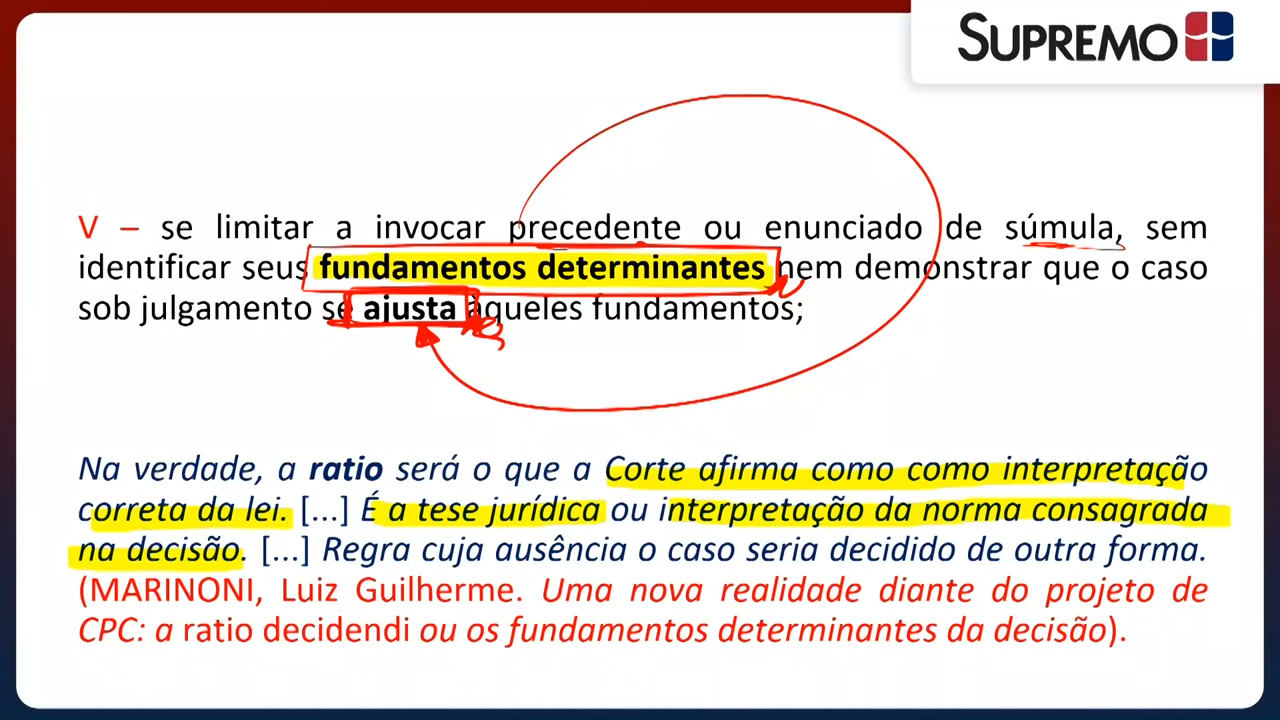 SUPREMO
V – se limitar a invocar precedente ou enunciado de súmula, sem
identificar seus fundamentos determinantes nem demonstrar que o caso
sob julgamento se ajusta àqueles fundamentos;
Na verdade, a ratio será o que a Corte afirma como como interpretação
correta da lei. [...] É a tese jurídica ou interpretação da norma consagrada
na decisão. [...] Regra cuja ausência o caso seria decidido de outra forma.
(MARINONI, Luiz Guilherme. Uma nova realidade diante do projeto de
CPC: a ratio decidendi ou os fundamentos determinantes da decisão).